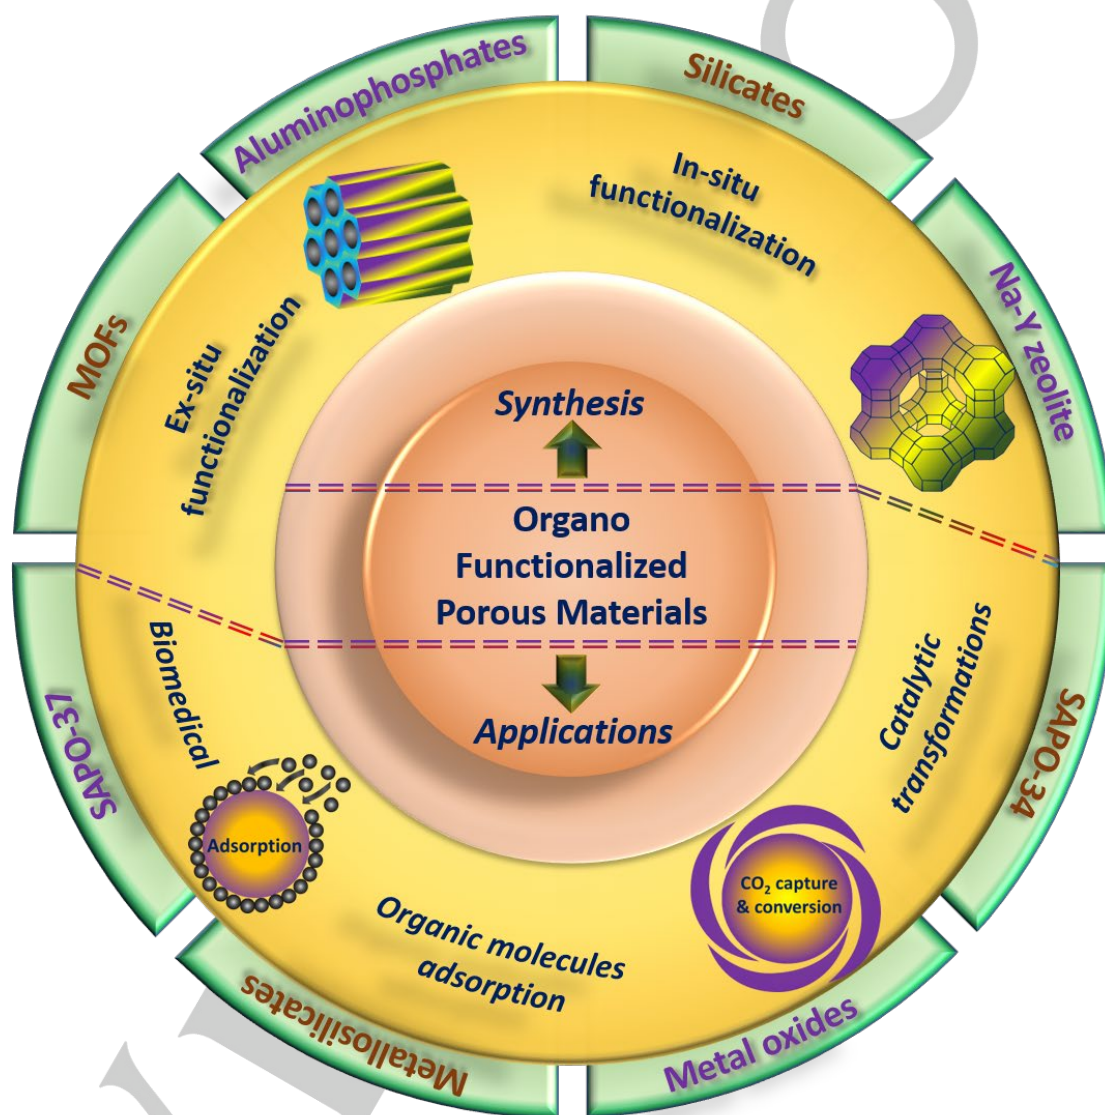 Aluminophosphates
Silicates
Na-Y zeolite
SAPO-34
Metal oxides
Metallosilicates
SAPO-37
MOFs
In-situ
functionalization
Ex-situ
functionalization
Synthesis
Organo
Functionalized
Porous Materials
Applications
Biomedical
Adsorption
Organic molecules
adsorption
CO₂ capture
& conversion
Catalytic
transformations